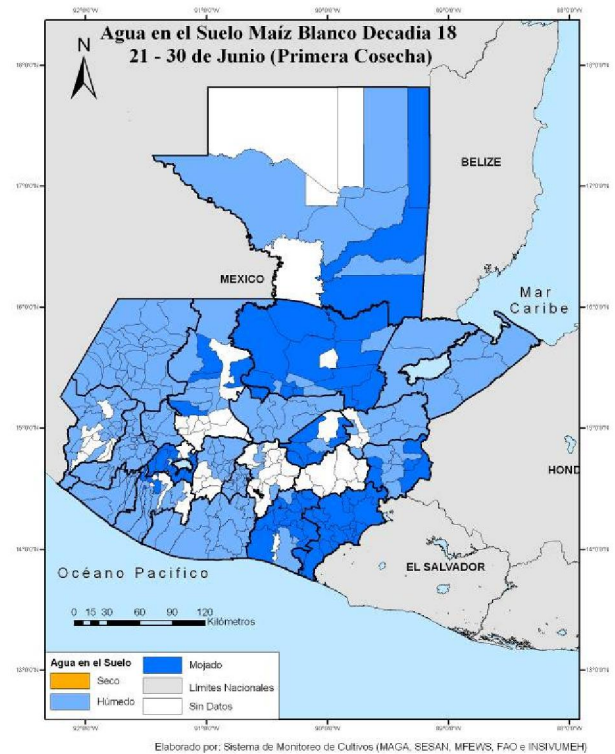 Agua en el Suelo Maíz Blanco Decadia 18
21 - 30 de Junio (Primera Cosecha)
N
BELIZE
MEXICO
Mar
Caribe
HOND
EL SALVADOR
Océano Pacifico
0 15 30 60 90 120
Kilómetros
Agua en el Suelo
Seco
Húmedo
Mojado
Límites Nacionales
Sin Datos
Elaborado por: Sistema de Monitoreo de Cultivos (MAGA, SESAN, MFEWS, FAO e INSIVUMEH)